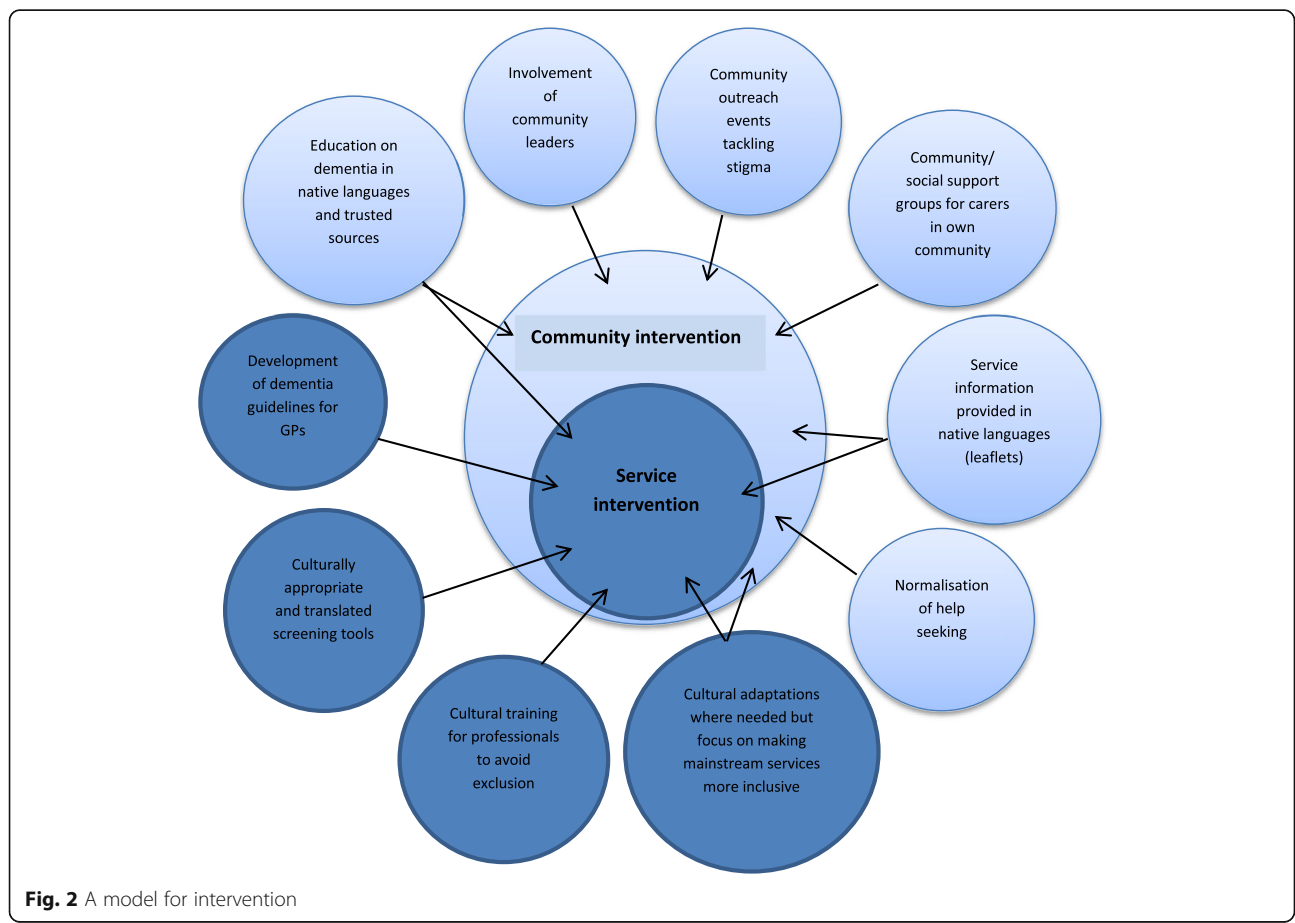 Involvement
of
community
leaders
Community
outreach
events
tackling
stigma
Education on
dementia in
native languages
and trusted
sources
Community/
social support
groups for carers
in own
community
Community intervention
Development
of dementia
guidelines for
GPs
Service
information
provided in
native languages
(leaflets)
Service
intervention
Culturally
appropriate
and translated
screening tools
Normalisation
of help
seeking
Cultural training
for professionals
to avoid
exclusion
Cultural adaptations
where needed but
focus on making
mainstream services
more inclusive
Fig. 2 A model for intervention